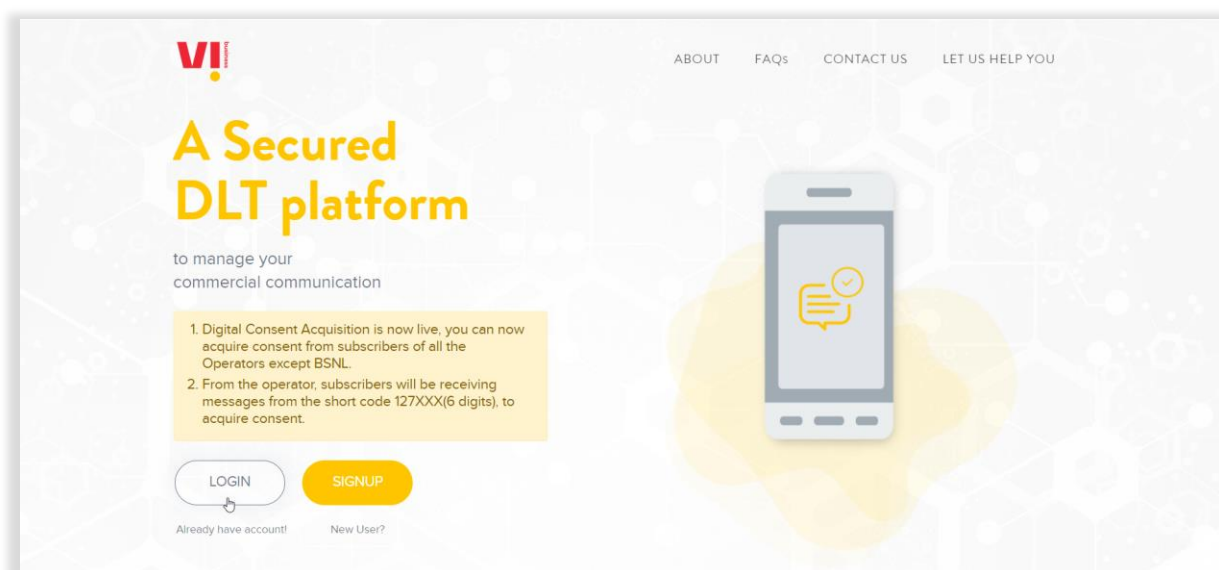 VI! business
ABOUT FAQs CONTACT US LET US HELP YOU
A Secured
DLT platform
to manage your
commercial communication
1. Digital Consent Acquisition is now live, you can now
acquire consent from subscribers of all the
Operators except BSNL.
2. From the operator, subscribers will be receiving
messages from the short code 127XXX(6 digits), to
acquire consent.
LOGIN SIGNUP
Already have account! New User?